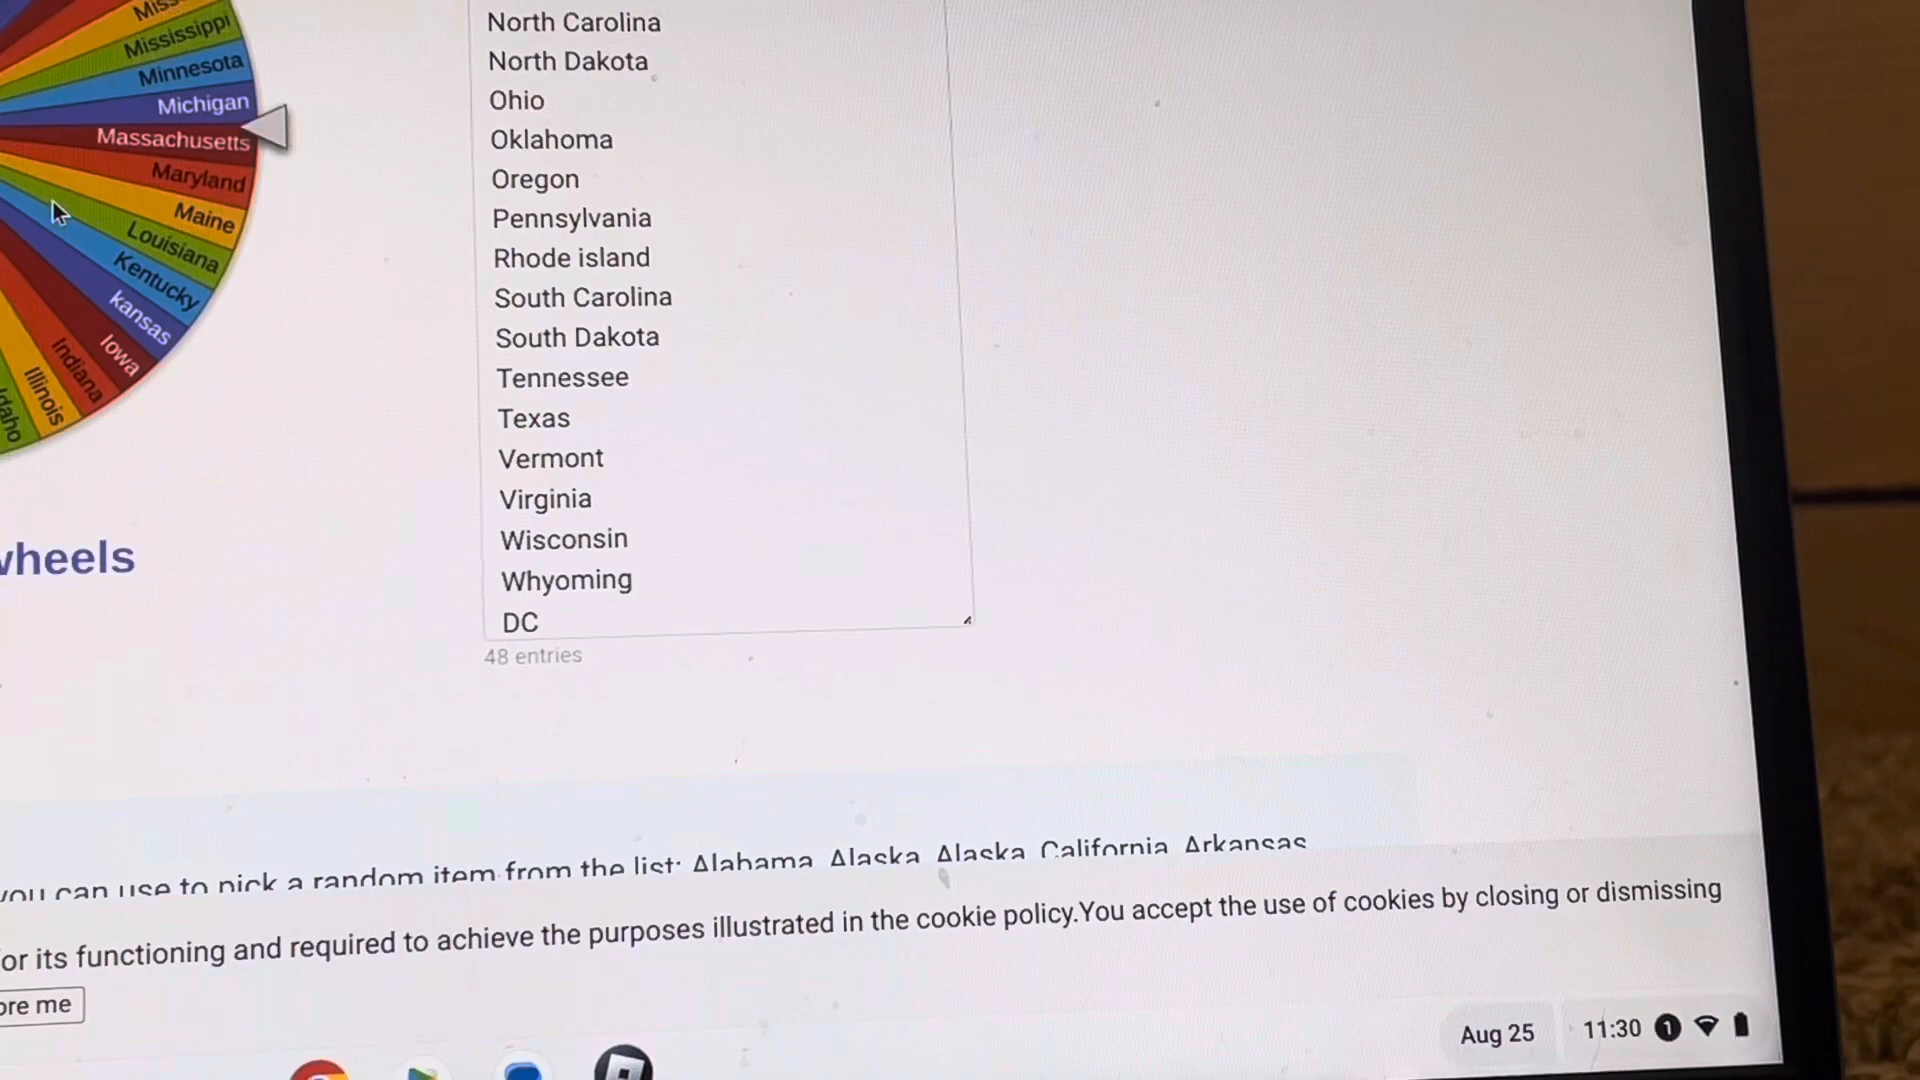 Mississippi
Minnesota
Michigan
Massachusetts
Maryland
Maine
Louisiana
Kentucky
kansas
Iowa
Indiana
Illinois
North Carolina
North Dakota
Ohio
Oklahoma
Oregon
Pennsylvania
Rhode island
South Carolina
South Dakota
Tennessee
Texas
Vermont
Virginia
Wisconsin
Whyoming
DC
48 entries
wheels
you can use to pick a random item from the list: Alabama Alaska Alaska California Arkansas
or its functioning and required to achieve the purposes illustrated in the cookie policy.You accept the use of cookies by closing or dismissing
ore me
Aug 25 11:30 1